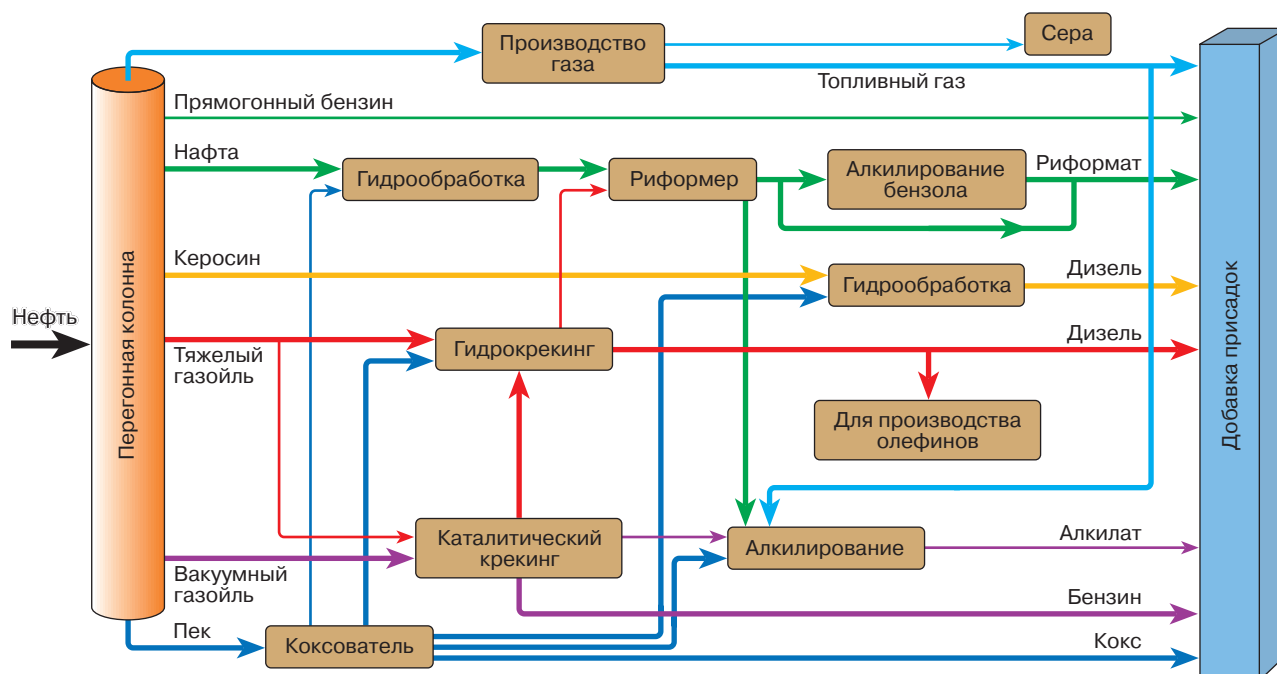 Производство
газа
Сера
Топливный газ
Прямогонный бензин
Нафта
Гидрообработка
Риформер
Алкилирование
бензола
Риформат
Керосин
Гидрообработка
Дизель
Нефть
Перегонная колонна
Тяжелый
газойль
Гидрокрекинг
Дизель
Добавка присадок
Для производства
олефинов
Каталитический
крекинг
Алкилирование
Алкилат
Вакуумный
газойль
Бензин
Пек
Коксователь
Кокс